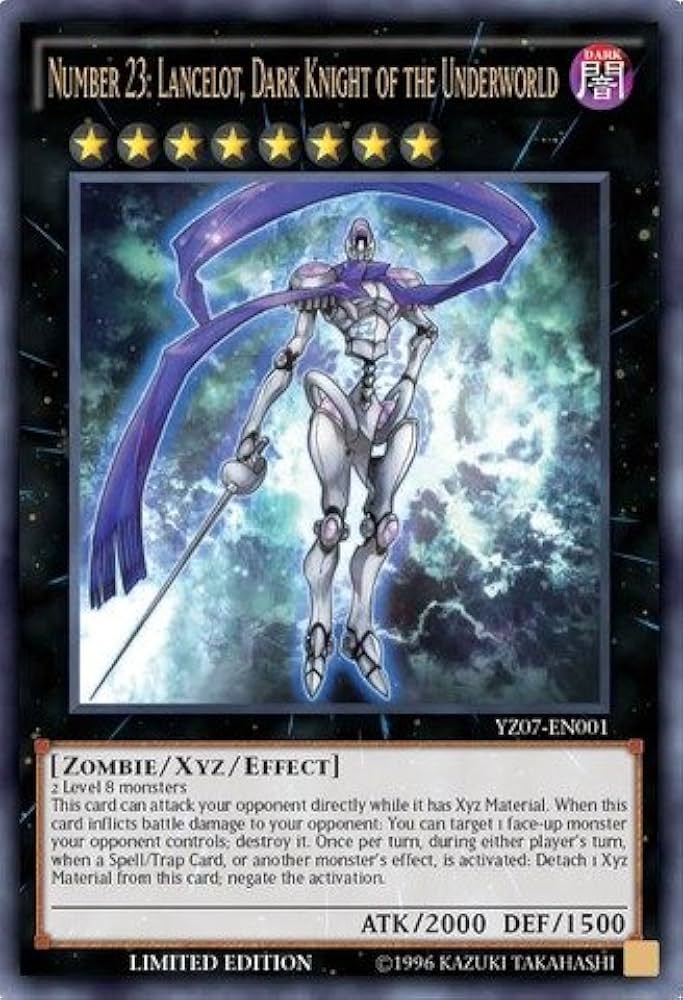 Number 23: Lancelot, Dark Knight of the Underworld
DARK
闇
YZ07-EN001
[Zombie/Xyz/Effect]
2 Level 8 monsters
This card can attack your opponent directly while it has Xyz Material. When this
card inflicts battle damage to your opponent: You can target 1 face-up monster
your opponent controls; destroy it. Once per turn, during either player's turn,
when a Spell/Trap Card, or another monster's effect, is activated: Detach 1 Xyz
Material from this card; negate the activation.
ATK/2000 DEF/1500
LIMITED EDITION
©1996 KAZUKI TAKAHASHI